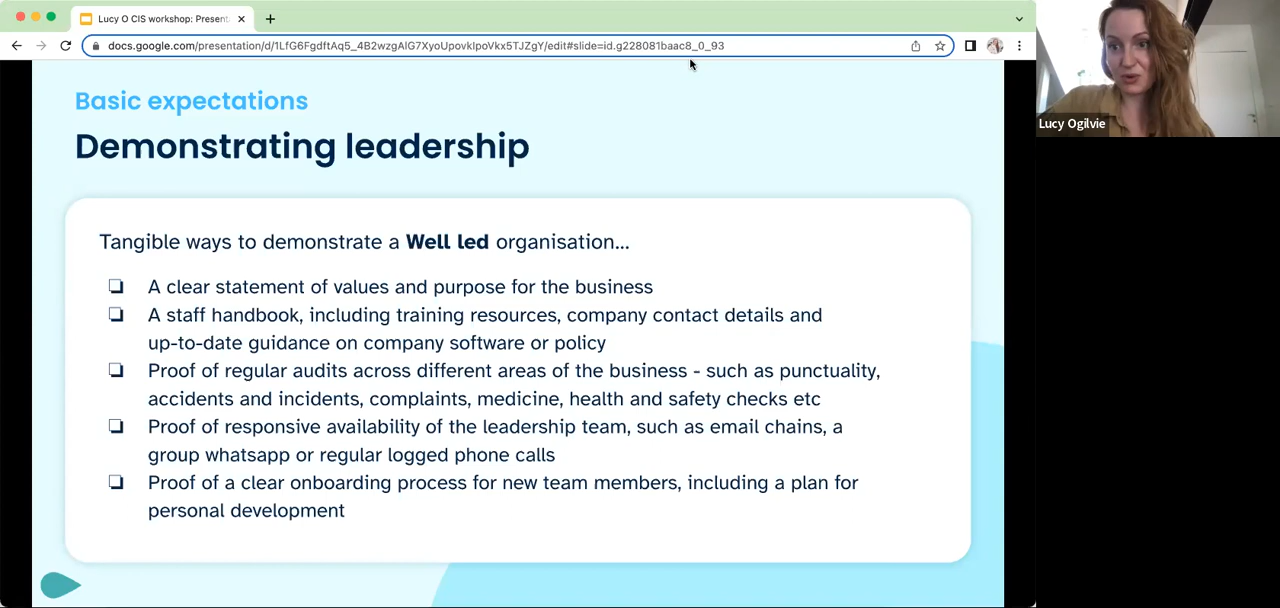 Lucy O CIS workshop: Present
docs.google.com/presentation/d/1LfG6FgdftAq5_4B2wzgAlG7XyoUpovkIpoVkx5TJZgY/edit#slide=id.g228081baac8_0_93
Lucy Ogilvie
Basic expectations
Demonstrating leadership
Tangible ways to demonstrate a Well led organisation...
A clear statement of values and purpose for the business
A staff handbook, including training resources, company contact details and
up-to-date guidance on company software or policy
Proof of regular audits across different areas of the business - such as punctuality,
accidents and incidents, complaints, medicine, health and safety checks etc
Proof of responsive availability of the leadership team, such as email chains, a
group whatsapp or regular logged phone calls
Proof of a clear onboarding process for new team members, including a plan for
personal development